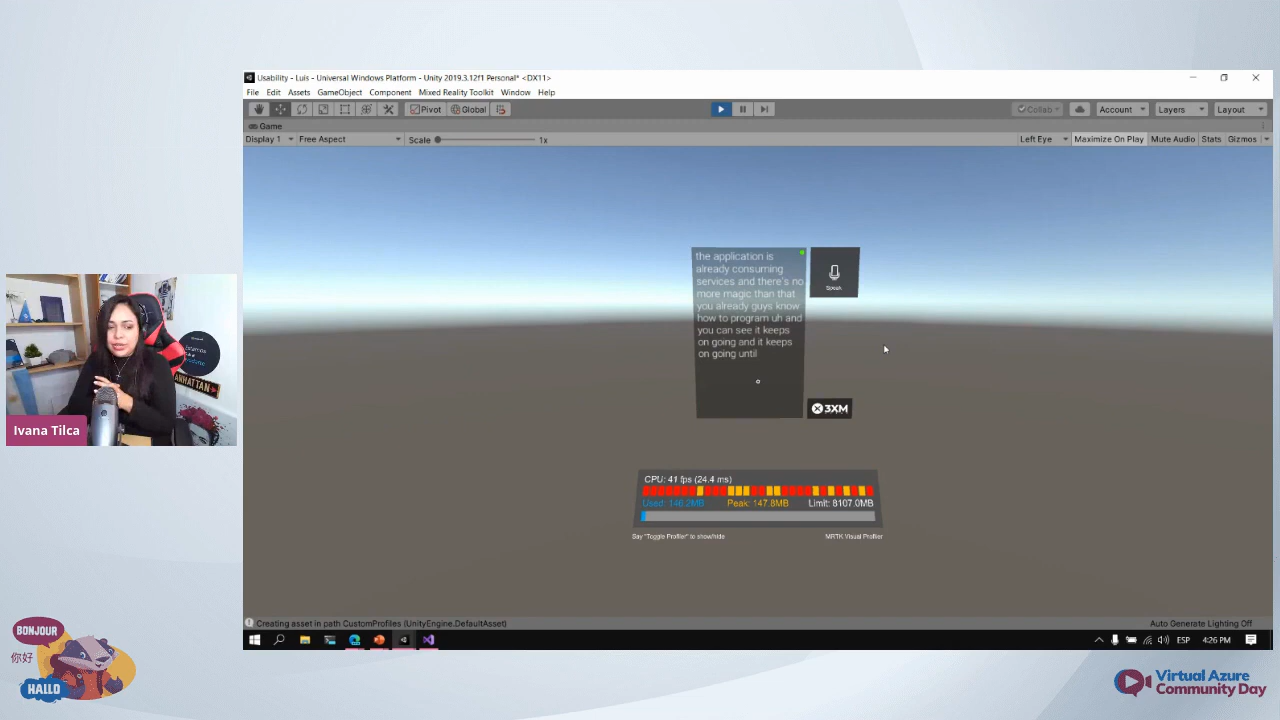 Usability - Luis - Universal Windows Platform - Unity 2019.3.12f1 Personal* <DX11>
File Edit Assets GameObject Component Mixed Reality Toolkit Window Help
Pivot Global Collab Account Layers Layout
Game
Display 1 Free Aspect Scale 1x Left Eye Maximize On Play Mute Audio Stats Gizmos
the application is
already consuming
services and there's no
more magic than that
you already guys know
how to program uh and
you can see it keeps
on going and it keeps
on going until
Speak
3XM
CPU: 41 fps (24.4 ms)
Used: 146.2MB Peak: 147.8MB Limit: 8107.0MB
Say "Toggle Profiler" to show/hide MRTK Visual Profiler
MANHATTAN
Ivana Tilca
Creating asset in path CustomProfiles (UnityEngine.DefaultAsset) Auto Generate Lighting Off
ESP 4:26 PM
BONJOUR
你好
HALLO
Virtual Azure
Community Day